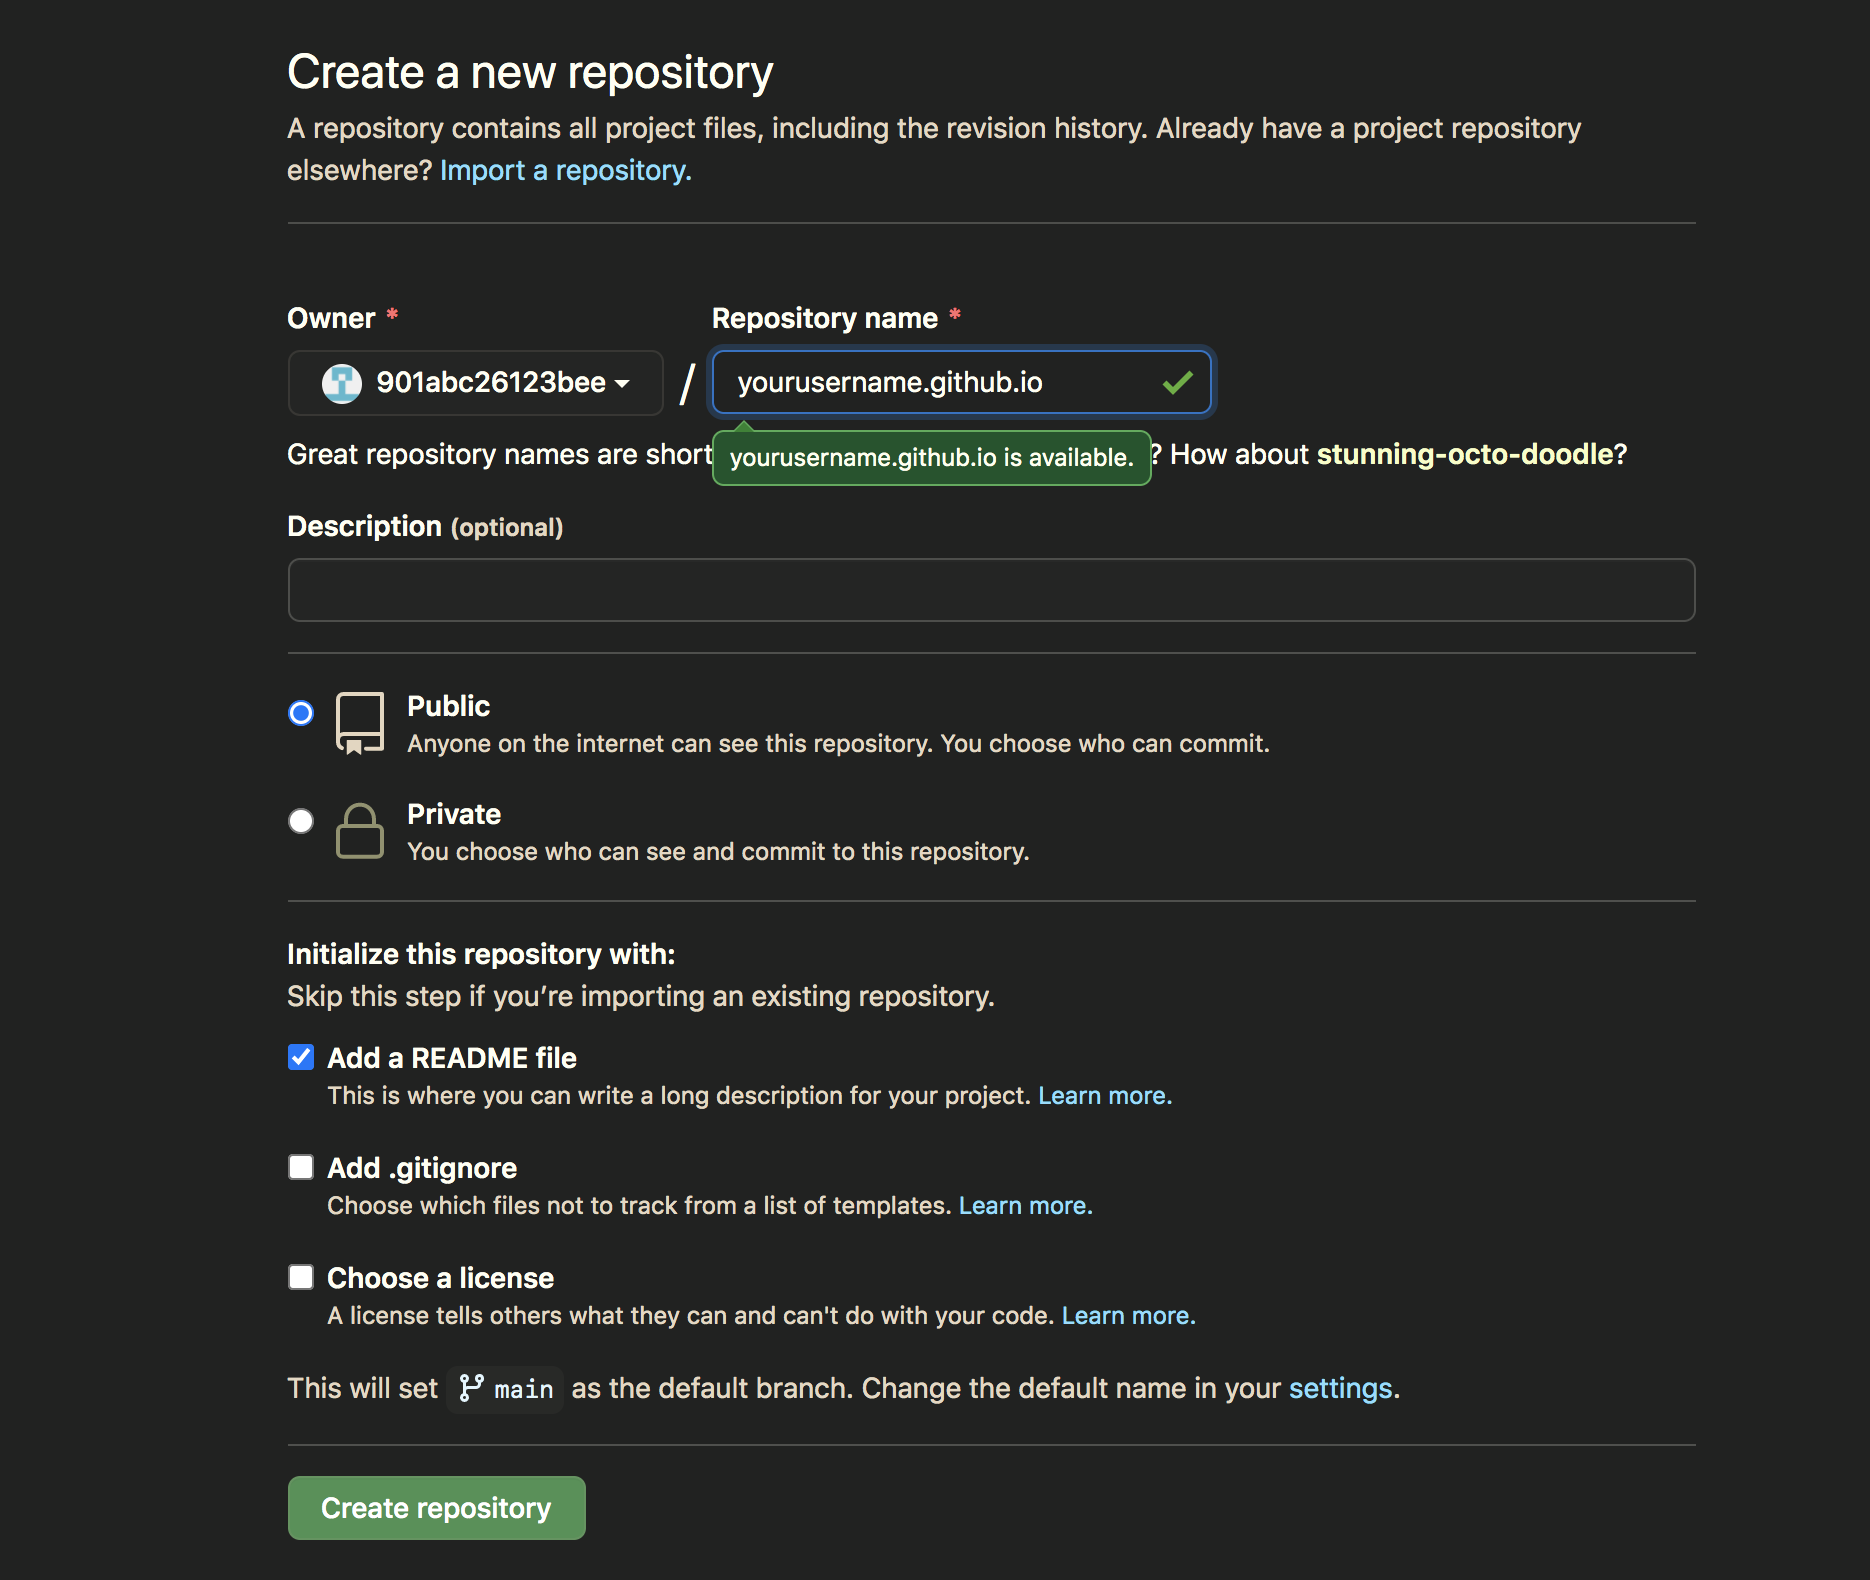 Create a new repository
A repository contains all project files, including the revision history. Already have a project repository
elsewhere? Import a repository.
Owner * Repository name *
901abc26123bee / yourusername.github.io
Great repository names are short ? How about stunning-octo-doodle?
yourusername.github.io is available.
Description (optional)
Public
Anyone on the internet can see this repository. You choose who can commit.
Private
You choose who can see and commit to this repository.
Initialize this repository with:
Skip this step if you’re importing an existing repository.
Add a README file
This is where you can write a long description for your project. Learn more.
Add .gitignore
Choose which files not to track from a list of templates. Learn more.
Choose a license
A license tells others what they can and can't do with your code. Learn more.
This will set main as the default branch. Change the default name in your settings.
Create repository